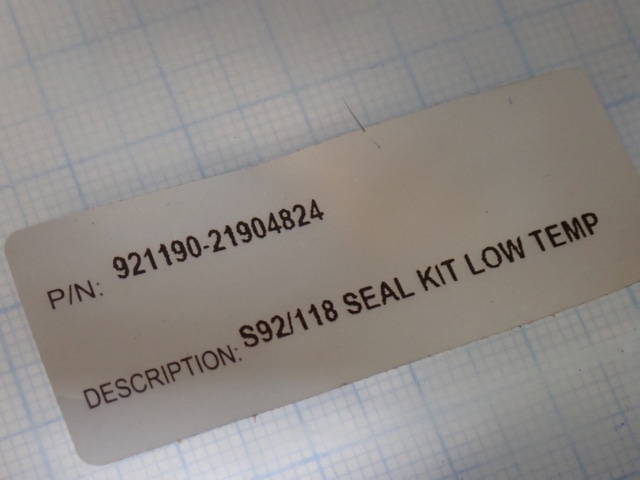 P/N: 921190-21904824
DESCRIPTION: S92/118 SEAL KIT LOW TEMP